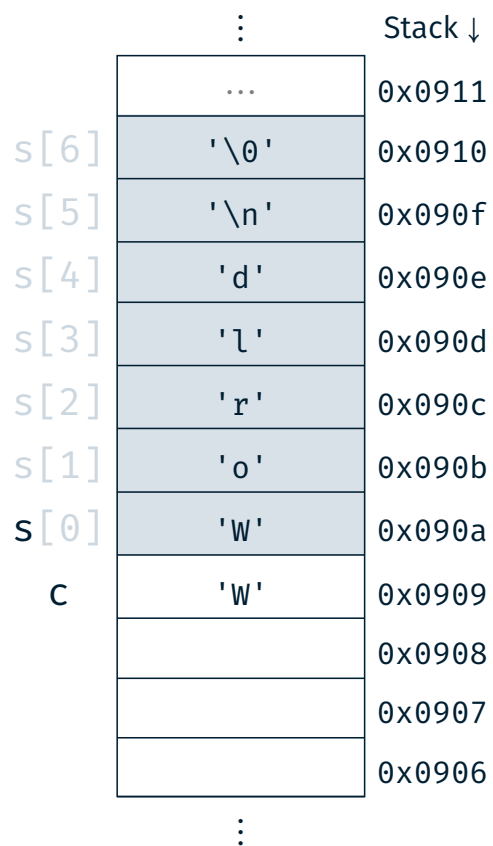 ⋮ Stack ↓
... 0x0911
s[6] '\0' 0x0910
s[5] '\n' 0x090f
s[4] 'd' 0x090e
s[3] 'l' 0x090d
s[2] 'r' 0x090c
s[1] 'o' 0x090b
s[0] 'W' 0x090a
c 'W' 0x0909
0x0908
0x0907
0x0906
⋮